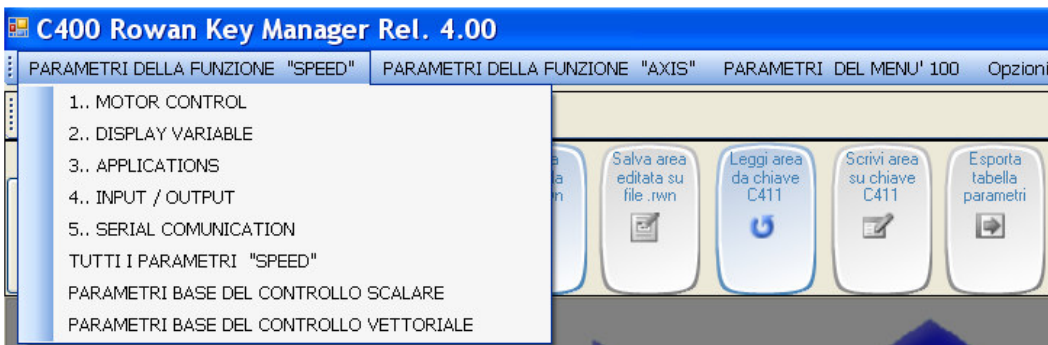 C400 Rowan Key Manager Rel. 4.00
PARAMETRI DELLA FUNZIONE "SPEED" PARAMETRI DELLA FUNZIONE "AXIS" PARAMETRI DEL MENU' 100 Opzioni
1.. MOTOR CONTROL
2.. DISPLAY VARIABLE
3.. APPLICATIONS
4.. INPUT / OUTPUT
5.. SERIAL COMUNICATION
TUTTI I PARAMETRI "SPEED"
PARAMETRI BASE DEL CONTROLLO SCALARE
PARAMETRI BASE DEL CONTROLLO VETTORIALE
Salva area
editata su
file .rwn
Leggi area
da chiave
C411
Scrivi area
su chiave
C411
Esporta
tabella
parametri